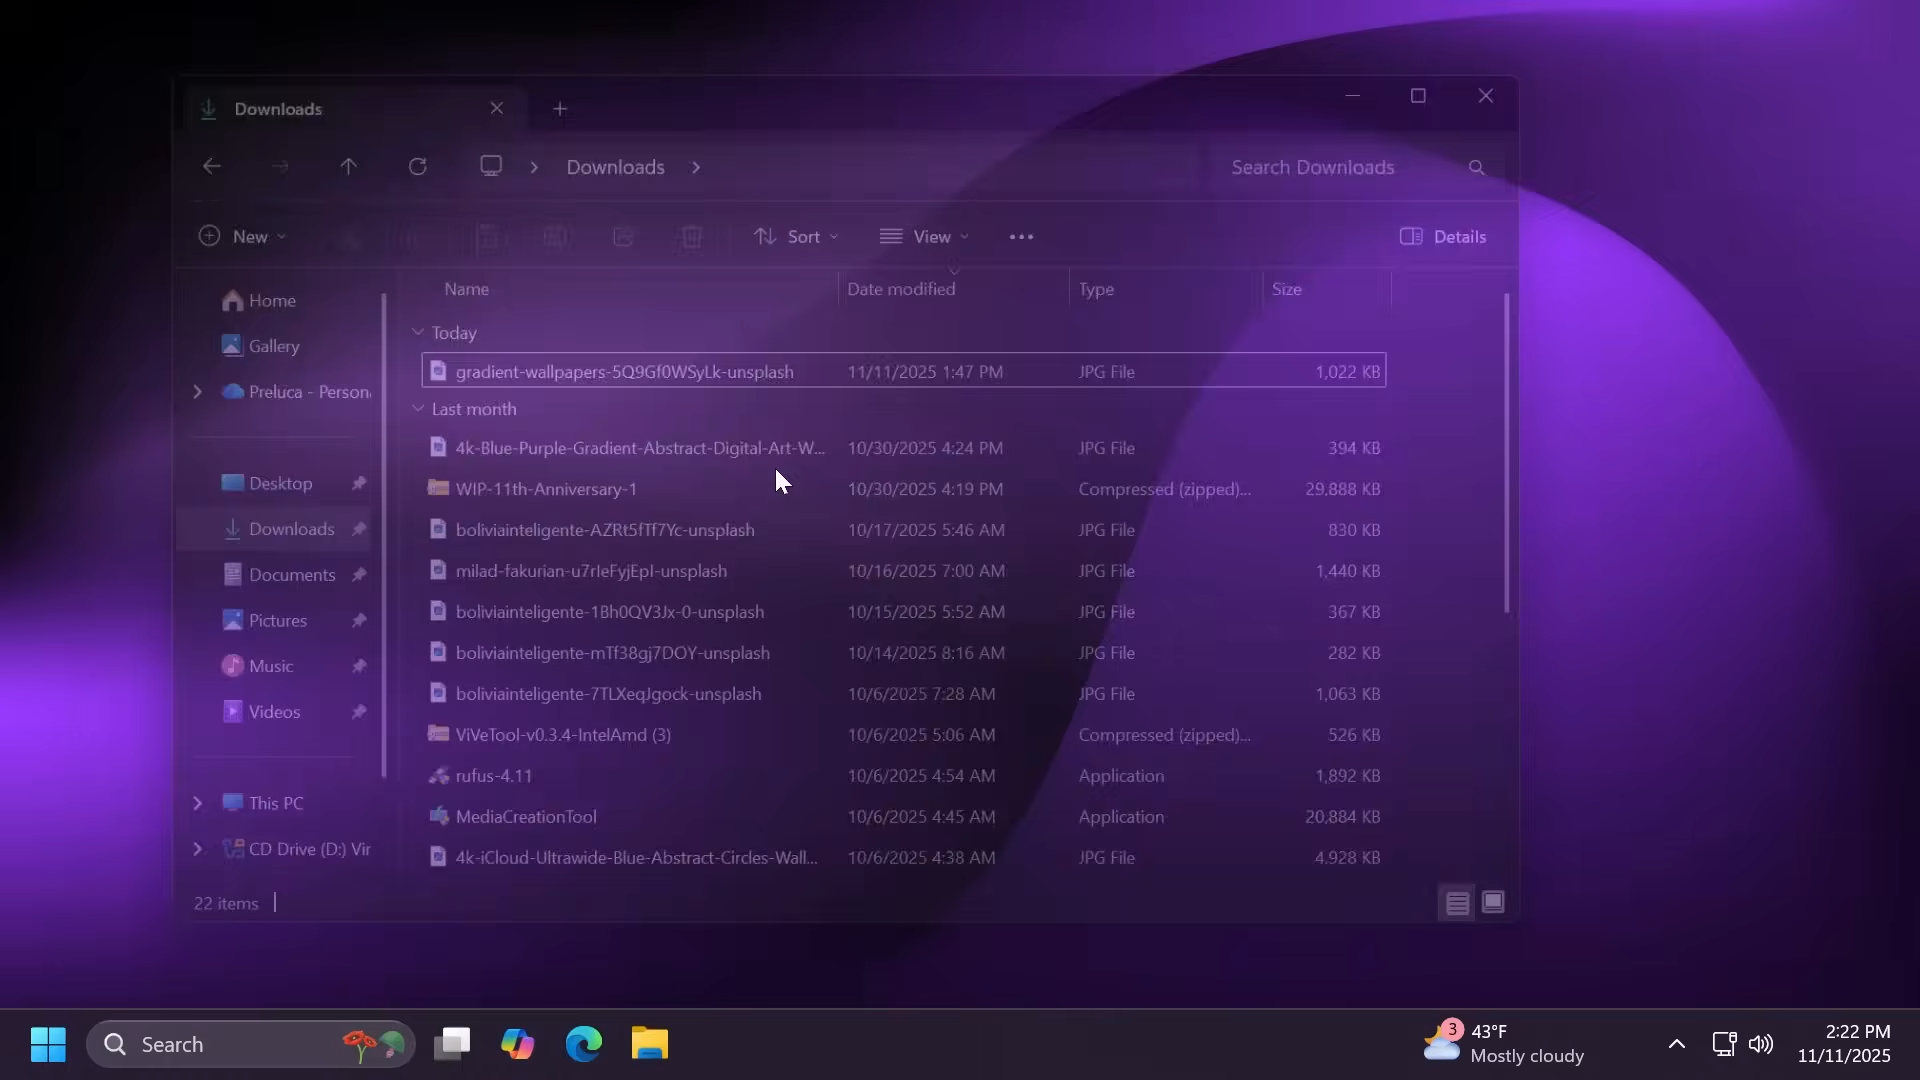 Downloads
Downloads
Search Downloads
New
Sort
View
Details
Home
Gallery
Preluca - Person
Desktop
Downloads
Documents
Pictures
Music
Videos
This PC
CD Drive (D:) Vir
Name Date modified Type Size
Today
gradient-wallpapers-5Q9Gf0WSyLk-unsplash 11/11/2025 1:47 PM JPG File 1,022 KB
Last month
4k-Blue-Purple-Gradient-Abstract-Digital-Art-W... 10/30/2025 4:24 PM JPG File 394 KB
WIP-11th-Anniversary-1 10/30/2025 4:19 PM Compressed (zipped)... 29,888 KB
boliviainteligente-AZRt5fTf7Yc-unsplash 10/17/2025 5:46 AM JPG File 830 KB
milad-fakurian-u7rIeFyjEpI-unsplash 10/16/2025 7:00 AM JPG File 1,440 KB
boliviainteligente-1Bh0QV3Jx-0-unsplash 10/15/2025 5:52 AM JPG File 367 KB
boliviainteligente-mTf38gj7DOY-unsplash 10/14/2025 8:16 AM JPG File 282 KB
boliviainteligente-7TLXeqJgock-unsplash 10/6/2025 7:28 AM JPG File 1,063 KB
ViVeTool-v0.3.4-IntelAmd (3) 10/6/2025 5:06 AM Compressed (zipped)... 526 KB
rufus-4.11 10/6/2025 4:54 AM Application 1,892 KB
MediaCreationTool 10/6/2025 4:45 AM Application 20,884 KB
4k-iCloud-Ultrawide-Blue-Abstract-Circles-Wall... 10/6/2025 4:38 AM JPG File 4,928 KB
22 items
Search
3
43°F
Mostly cloudy
2:22 PM
11/11/2025